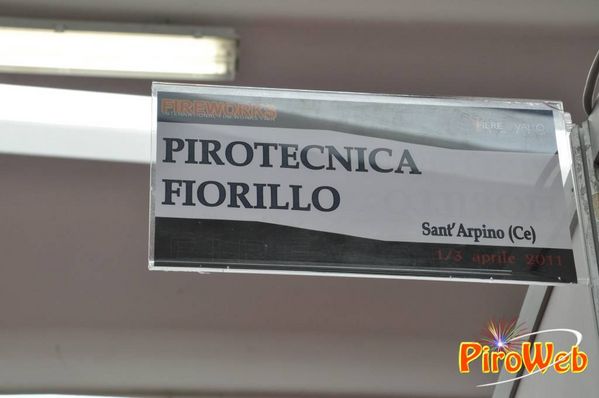 FIREWORKS
PIROTECNICA
FIORILLO
Sant'Arpino (Ce)
1/3 aprile 2011
PiroWeb